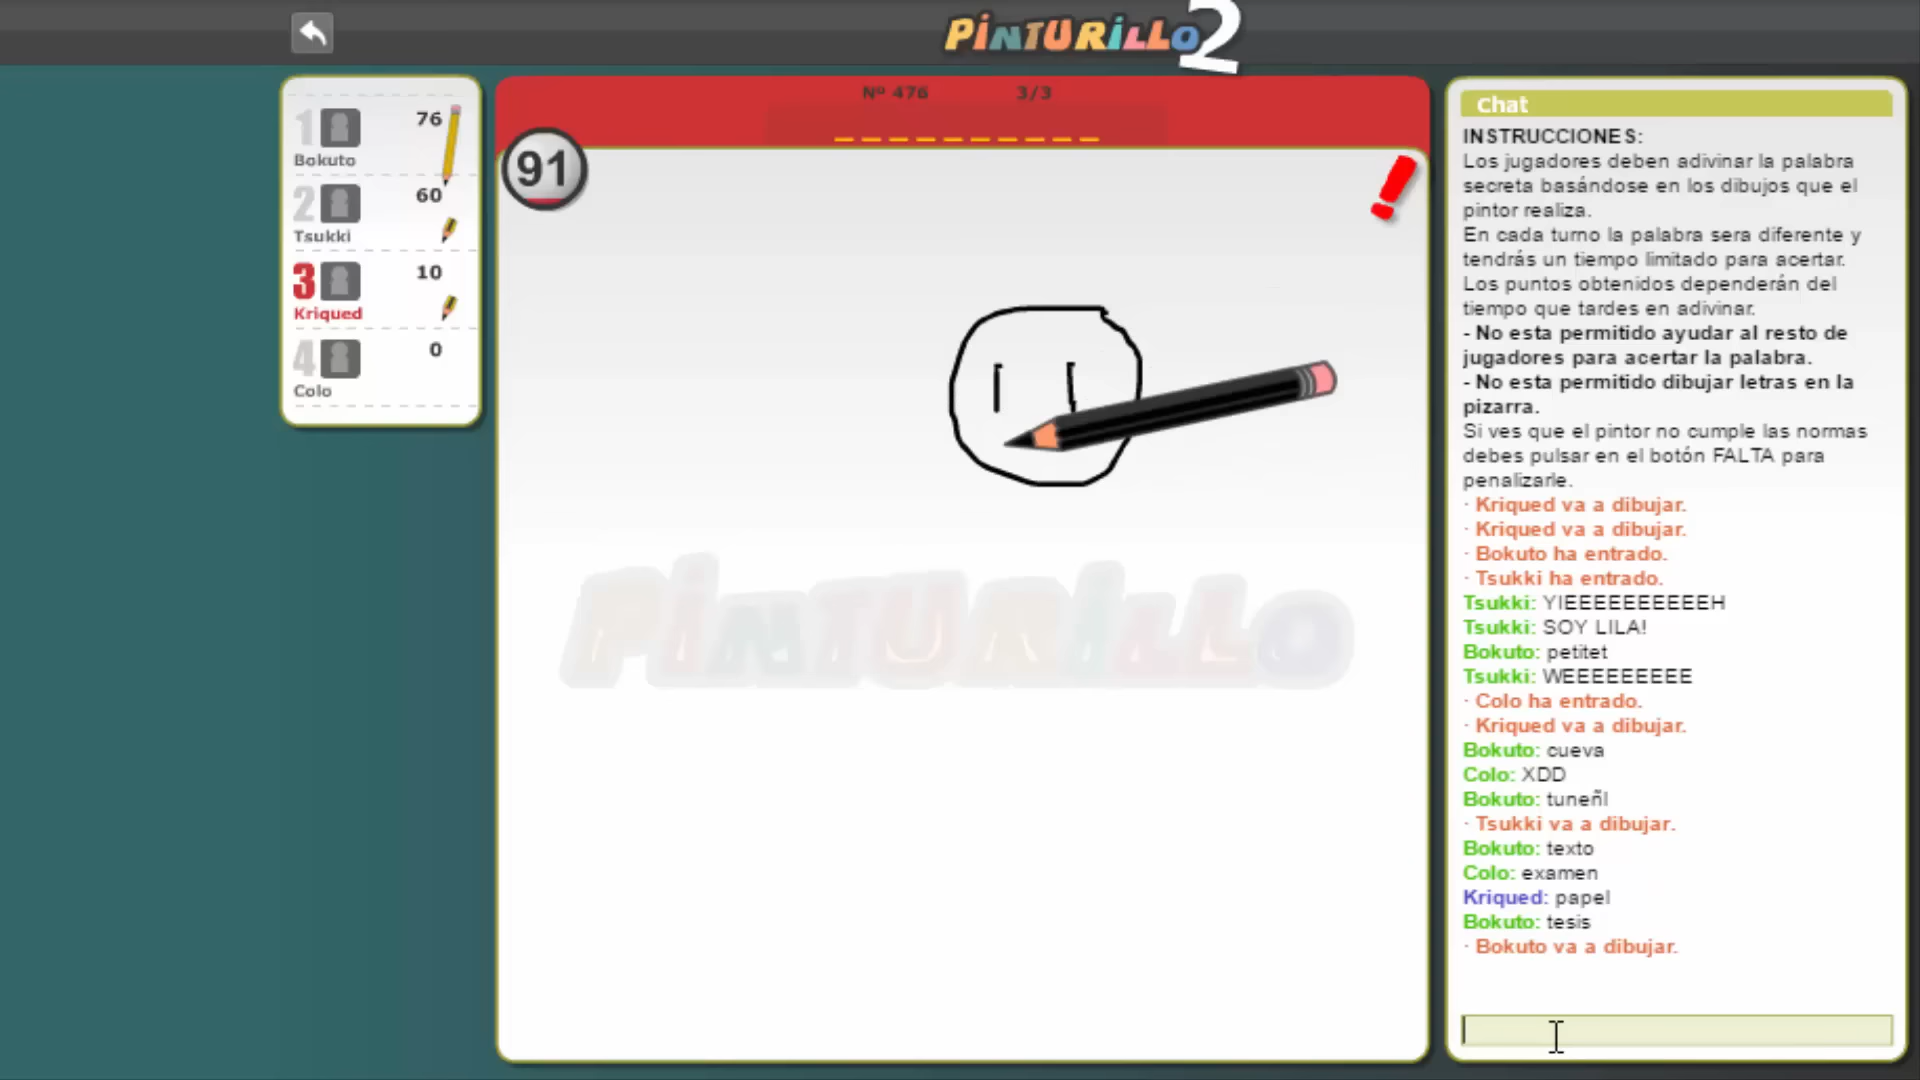 PiNTURiLLo2
Nº 476 3/3
91
1 76
Bokuto
2 60
Tsukki
3 10
Kriqued
4 0
Colo
PiNTURiLLO
Chat
INSTRUCCIONES:
Los jugadores deben adivinar la palabra
secreta basándose en los dibujos que el
pintor realiza.
En cada turno la palabra sera diferente y
tendrás un tiempo limitado para acertar.
Los puntos obtenidos dependerán del
tiempo que tardes en adivinar.
- No esta permitido ayudar al resto de
jugadores para acertar la palabra.
- No esta permitido dibujar letras en la
pizarra.
Si ves que el pintor no cumple las normas
debes pulsar en el botón FALTA para
penalizarle.
· Kriqued va a dibujar.
· Kriqued va a dibujar.
· Bokuto ha entrado.
· Tsukki ha entrado.
Tsukki: YIEEEEEEEEEEH
Tsukki: SOY LILA!
Bokuto: petitet
Tsukki: WEEEEEEEEE
· Colo ha entrado.
· Kriqued va a dibujar.
Bokuto: cueva
Colo: XDD
Bokuto: tuneñl
· Tsukki va a dibujar.
Bokuto: texto
Colo: examen
Kriqued: papel
Bokuto: tesis
· Bokuto va a dibujar.